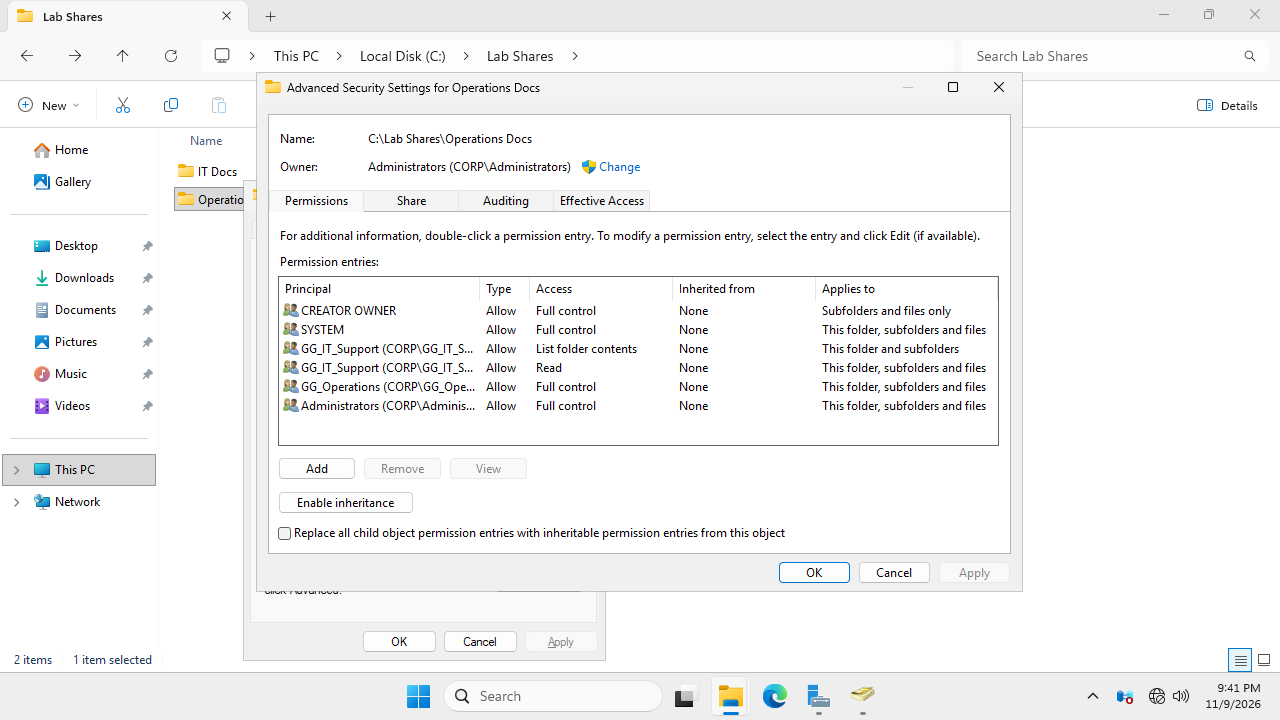 Lab Shares
This PC
Local Disk (C:)
Lab Shares
Search Lab Shares
New
Details
Advanced Security Settings for Operations Docs
Name: C:\Lab Shares\Operations Docs
Owner: Administrators (CORP\Administrators) Change
Permissions Share Auditing Effective Access
For additional information, double-click a permission entry. To modify a permission entry, select the entry and click Edit (if available).
Permission entries:
Principal Type Access Inherited from Applies to
CREATOR OWNER Allow Full control None Subfolders and files only
SYSTEM Allow Full control None This folder, subfolders and files
GG_IT_Support (CORP\GG_IT_S... Allow List folder contents None This folder and subfolders
GG_IT_Support (CORP\GG_IT_S... Allow Read None This folder, subfolders and files
GG_Operations (CORP\GG_Ope... Allow Full control None This folder, subfolders and files
Administrators (CORP\Adminis... Allow Full control None This folder, subfolders and files
Add Remove View
Enable inheritance
Replace all child object permission entries with inheritable permission entries from this object
OK Cancel Apply
Name
IT Docs
Operatio
Home
Gallery
Desktop
Downloads
Documents
Pictures
Music
Videos
This PC
Network
click Advanced.
OK Cancel Apply
2 items 1 item selected
Search
9:41 PM
11/9/2026